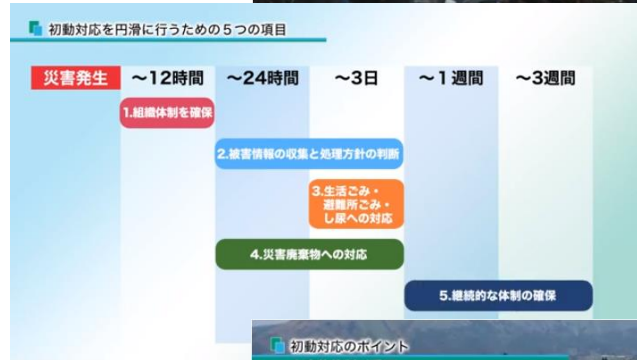 初動対応を円滑に行うための5つの項目
災害発生 ～12時間 ～24時間 ～3日 ～1週間 ～3週間
1.組織体制を確保
2.被害情報の収集と処理方針の判断
3.生活ごみ・
避難所ごみ・
し尿への対応
4.災害廃棄物への対応
5.継続的な体制の確保
初動対応のポイント